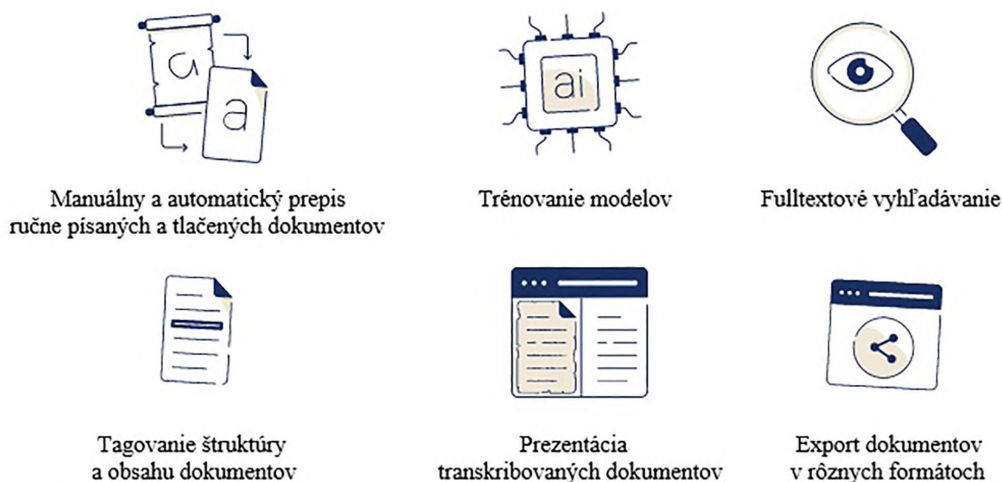 a
a
ai
Manuálny a automatický prepis
ručne písaných a tlačených dokumentov
Trénovanie modelov
Fulltextové vyhľadávanie
Tagovanie štruktúry
a obsahu dokumentov
Prezentácia
transkribovaných dokumentov
Export dokumentov
v rôznych formátoch